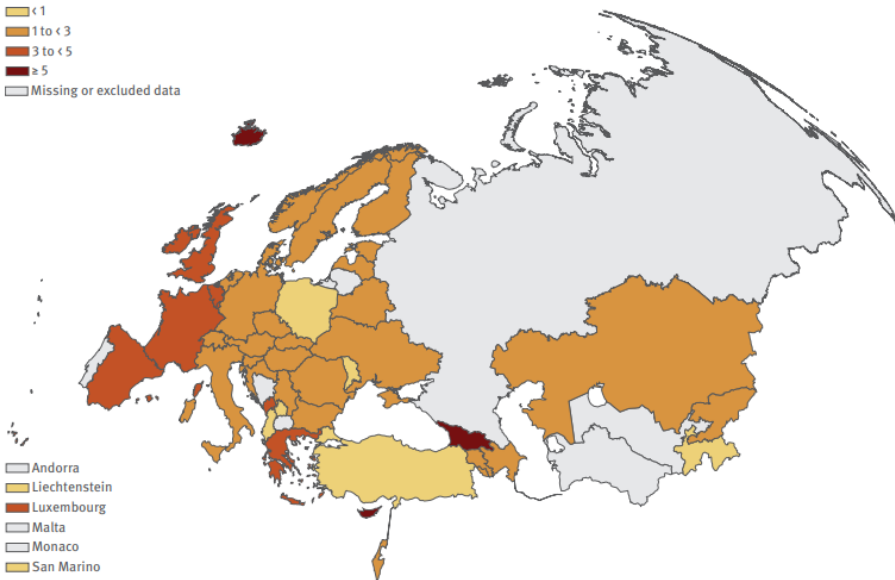 < 1
1 to < 3
3 to < 5
≥ 5
Missing or excluded data
Andorra
Liechtenstein
Luxembourg
Malta
Monaco
San Marino